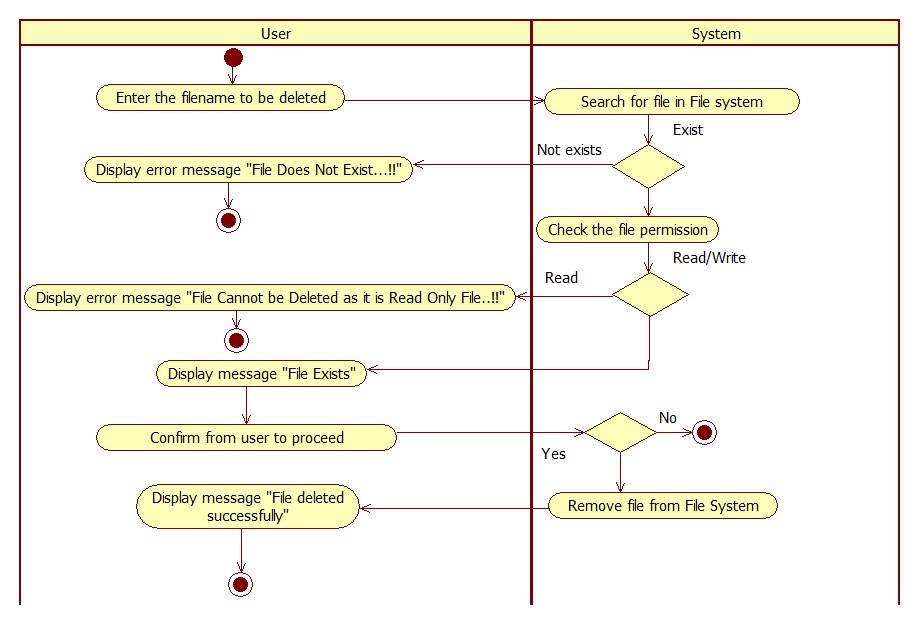 User
System
Enter the filename to be deleted
Search for file in File system
Exist
Not exists
Display error message "File Does Not Exist...!!"
Check the file permission
Read/Write
Read
Display error message "File Cannot be Deleted as it is Read Only File..!!"
Display message "File Exists"
Confirm from user to proceed
No
Yes
Display message "File deleted
successfully"
Remove file from File System